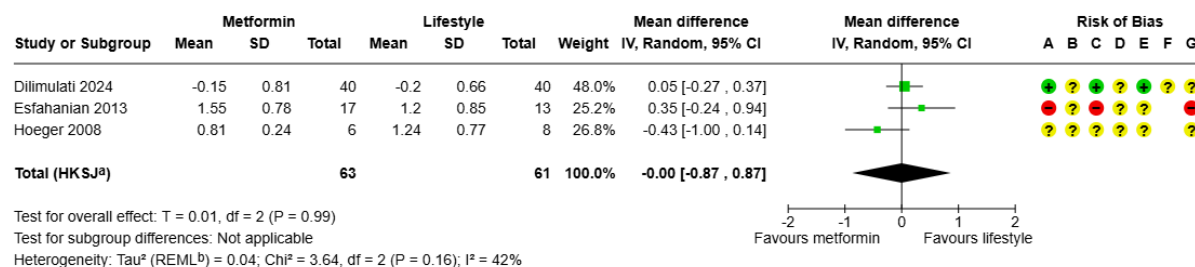 Metformin Lifestyle Mean difference Mean difference Risk of Bias
Study or Subgroup Mean SD Total Mean SD Total Weight IV, Random, 95% CI IV, Random, 95% CI A B C D E F G
Dilimulati 2024 -0.15 0.81 40 -0.2 0.66 40 48.0% 0.05 [-0.27 , 0.37] + ? + ? + ? ?
Esfahanian 2013 1.55 0.78 17 1.2 0.85 13 25.2% 0.35 [-0.24 , 0.94] − ? − ? ? −
Hoeger 2008 0.81 0.24 6 1.24 0.77 8 26.8% -0.43 [-1.00 , 0.14] ? ? ? ? ? ?
Total (HKSJᵃ) 63 61 100.0% -0.00 [-0.87 , 0.87]
Test for overall effect: T = 0.01, df = 2 (P = 0.99)
Test for subgroup differences: Not applicable
Heterogeneity: Tau² (REMLᵇ) = 0.04; Chi² = 3.64, df = 2 (P = 0.16); I² = 42%
-2 -1 0 1 2
Favours metformin Favours lifestyle